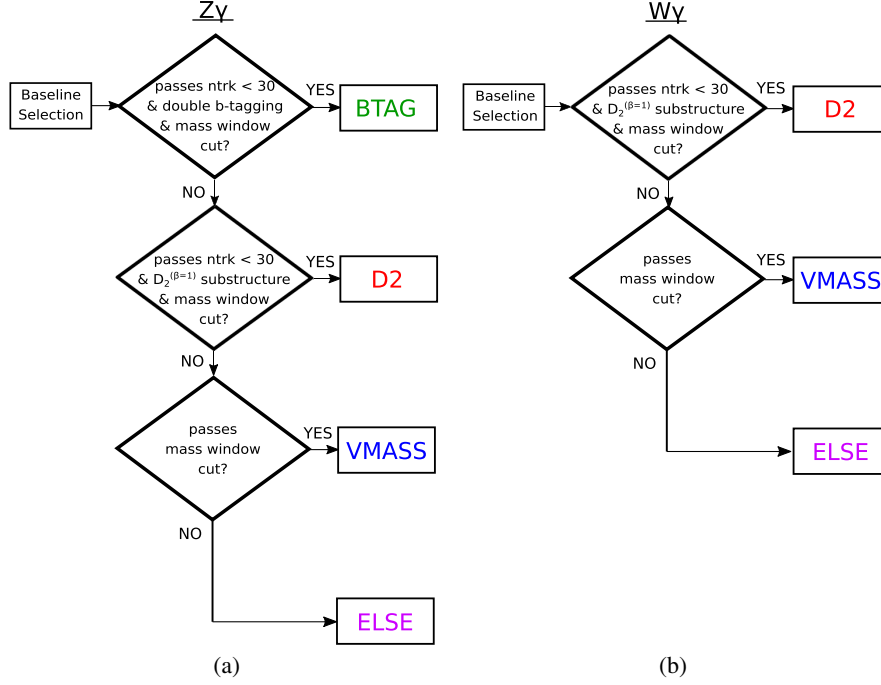 Zγ
Baseline
Selection
passes ntrk < 30
& double b-tagging
& mass window
cut?
YES
BTAG
NO
passes ntrk < 30
& D₂⁽ᵝ⁼¹⁾ substructure
& mass window
cut?
YES
D2
NO
passes
mass window
cut?
YES
VMASS
NO
ELSE
(a)
Wγ
Baseline
Selection
passes ntrk < 30
& D₂⁽ᵝ⁼¹⁾ substructure
& mass window
cut?
YES
D2
NO
passes
mass window
cut?
YES
VMASS
NO
ELSE
(b)